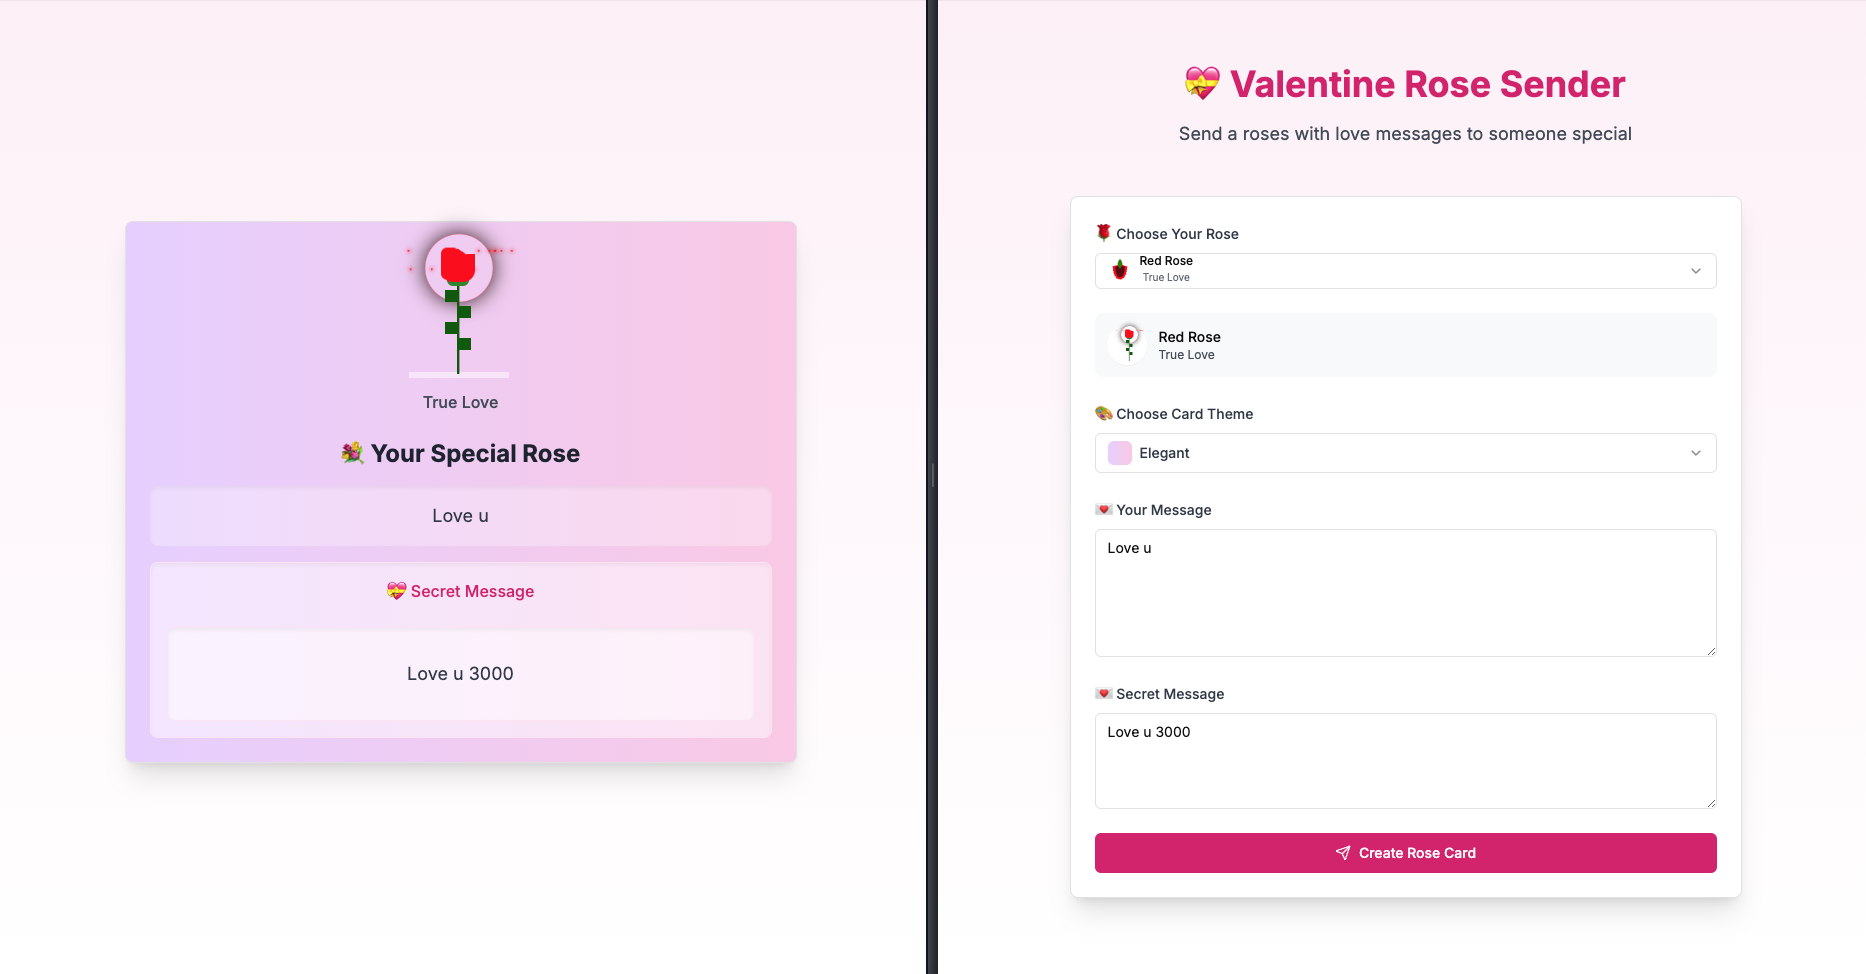 True Love
💐 Your Special Rose
Love u
💝 Secret Message
Love u 3000
💝 Valentine Rose Sender
Send a roses with love messages to someone special
🌹 Choose Your Rose
Red Rose
True Love
Red Rose
True Love
🎨 Choose Card Theme
Elegant
💌 Your Message
Love u
💌 Secret Message
Love u 3000
Create Rose Card